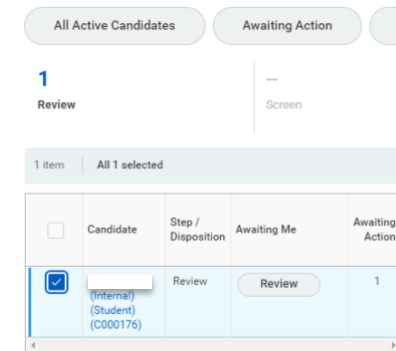 All Active Candidates
Awaiting Action
1
Review
--
Screen
1 item
All 1 selected
Candidate
Step / Disposition
Awaiting Me
Awaiting Action
(Internal)
(Student)
(C000176)
Review
Review
1